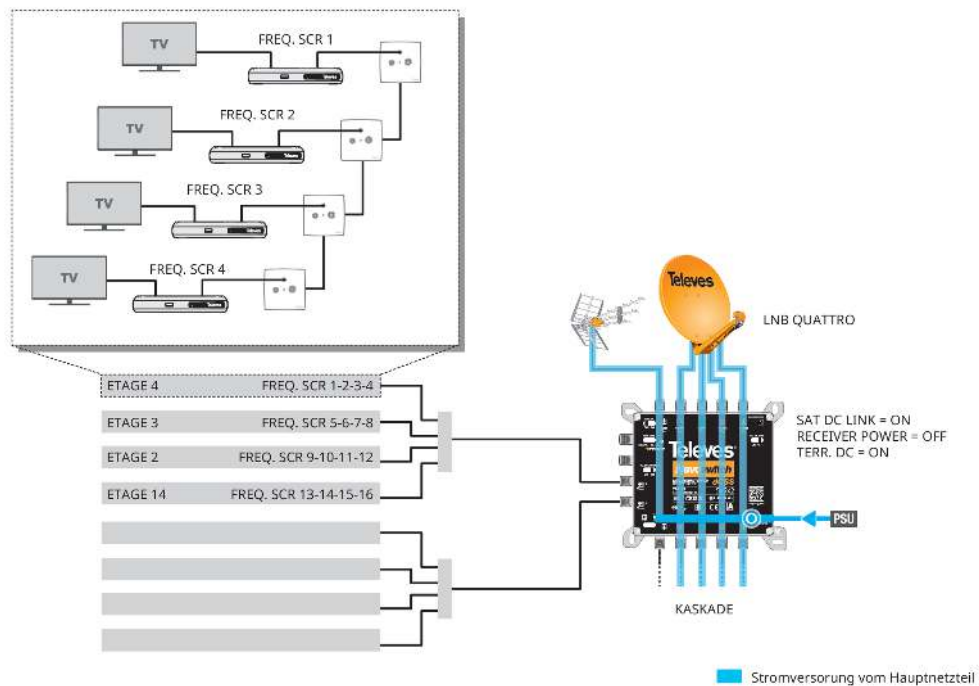 TV
FREQ. SCR 1
TV
FREQ. SCR 2
TV
FREQ. SCR 3
TV
FREQ. SCR 4
Televes
LNB QUATTRO
ETAGE 4 FREQ. SCR 1-2-3-4
ETAGE 3 FREQ. SCR 5-6-7-8
ETAGE 2 FREQ. SCR 9-10-11-12
ETAGE 14 FREQ. SCR 13-14-15-16
SAT DC LINK = ON
RECEIVER POWER = OFF
TERR. DC = ON
Televes
PSU
KASKADE
Stromversorung vom Hauptnetzteil